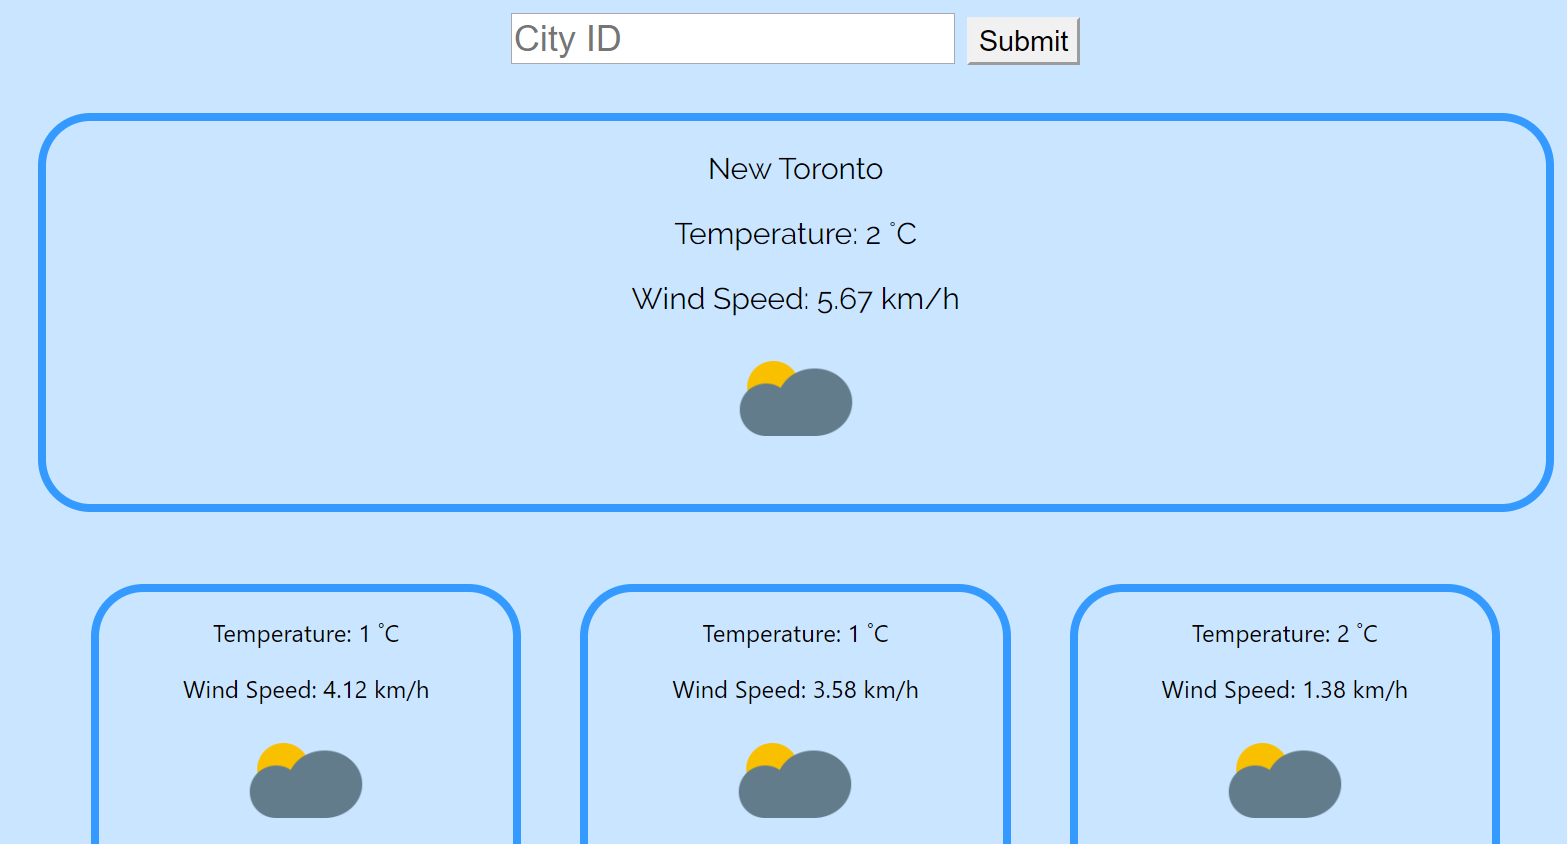 City ID
Submit
New Toronto
Temperature: 2 °C
Wind Speed: 5.67 km/h
Temperature: 1 °C
Wind Speed: 4.12 km/h
Temperature: 1 °C
Wind Speed: 3.58 km/h
Temperature: 2 °C
Wind Speed: 1.38 km/h